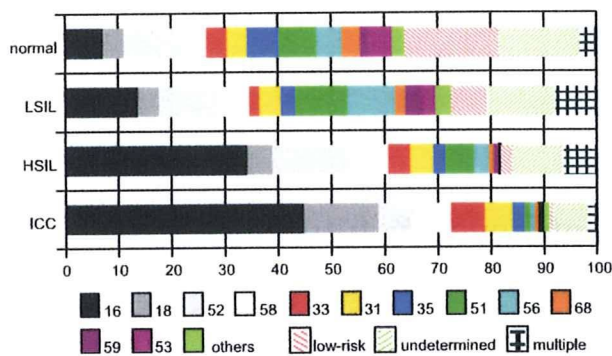 normal
LSIL
HSIL
ICC
0 10 20 30 40 50 60 70 80 90 100
16 18 52 58 33 31 35 51 56 68
59 53 others low-risk undetermined multiple